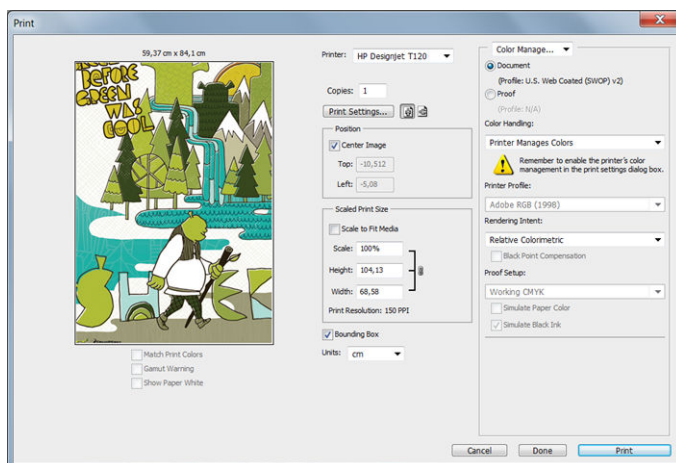 Print
59,37 cm x 84,1 cm
BEFORE
GREEN
WAS
COOL
SHREK
Match Print Colors
Gamut Warning
Show Paper White
Printer: HP Designjet T120
Copies: 1
Print Settings...
Position
Center Image
Top: -10,512
Left: -5,08
Scaled Print Size
Scale to Fit Media
Scale: 100%
Height: 104,13
Width: 68,58
Print Resolution: 150 PPI
Bounding Box
Units: cm
Color Manage...
Document
(Profile: U.S. Web Coated (SWOP) v2)
Proof
(Profile: N/A)
Color Handling:
Printer Manages Colors
Remember to enable the printer's color
management in the print settings dialog box.
Printer Profile:
Adobe RGB (1998)
Rendering Intent:
Relative Colorimetric
Black Point Compensation
Proof Setup:
Working CMYK
Simulate Paper Color
Simulate Black Ink
Cancel
Done
Print